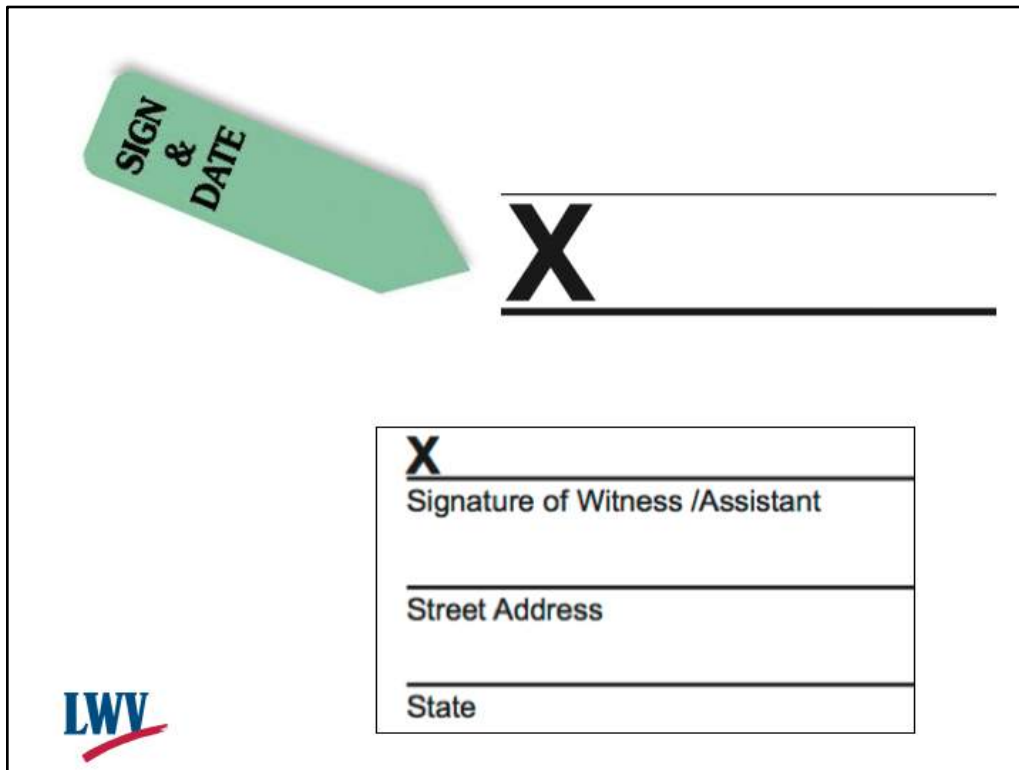 SIGN
&
DATE
X
X
Signature of Witness /Assistant
Street Address
State
LWV